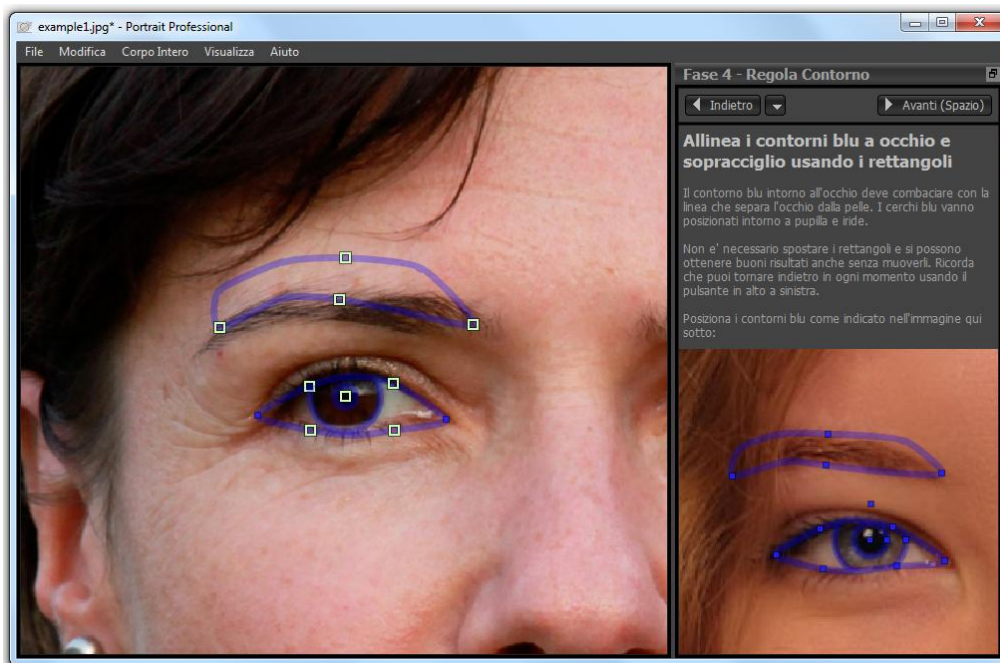 example1.jpg* - Portrait Professional
File Modifica Corpo Intero Visualizza Aiuto
Fase 4 - Regola Contorno
Indietro Avanti (Spazio)
Allinea i contorni blu a occhio e
sopracciglio usando i rettangoli
Il contorno blu intorno all'occhio deve combaciare con la
linea che separa l'occhio dalla pelle. I cerchi blu vanno
posizionati intorno a pupilla e iride.
Non e' necessario spostare i rettangoli e si possono
ottenere buoni risultati anche senza muoverli. Ricorda
che puoi tornare indietro in ogni momento usando il
pulsante in alto a sinistra.
Posiziona i contorni blu come indicato nell'immagine qui
sotto: